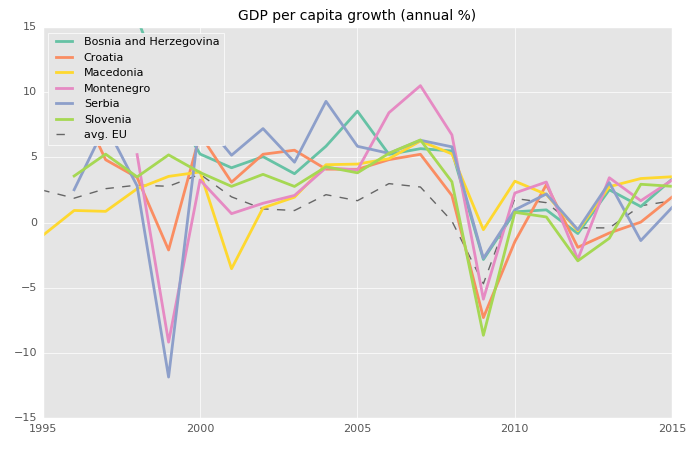 GDP per capita growth (annual %)
15
10
5
0
−5
−10
−15
Bosnia and Herzegovina
Croatia
Macedonia
Montenegro
Serbia
Slovenia
avg. EU
1995
2000
2005
2010
2015